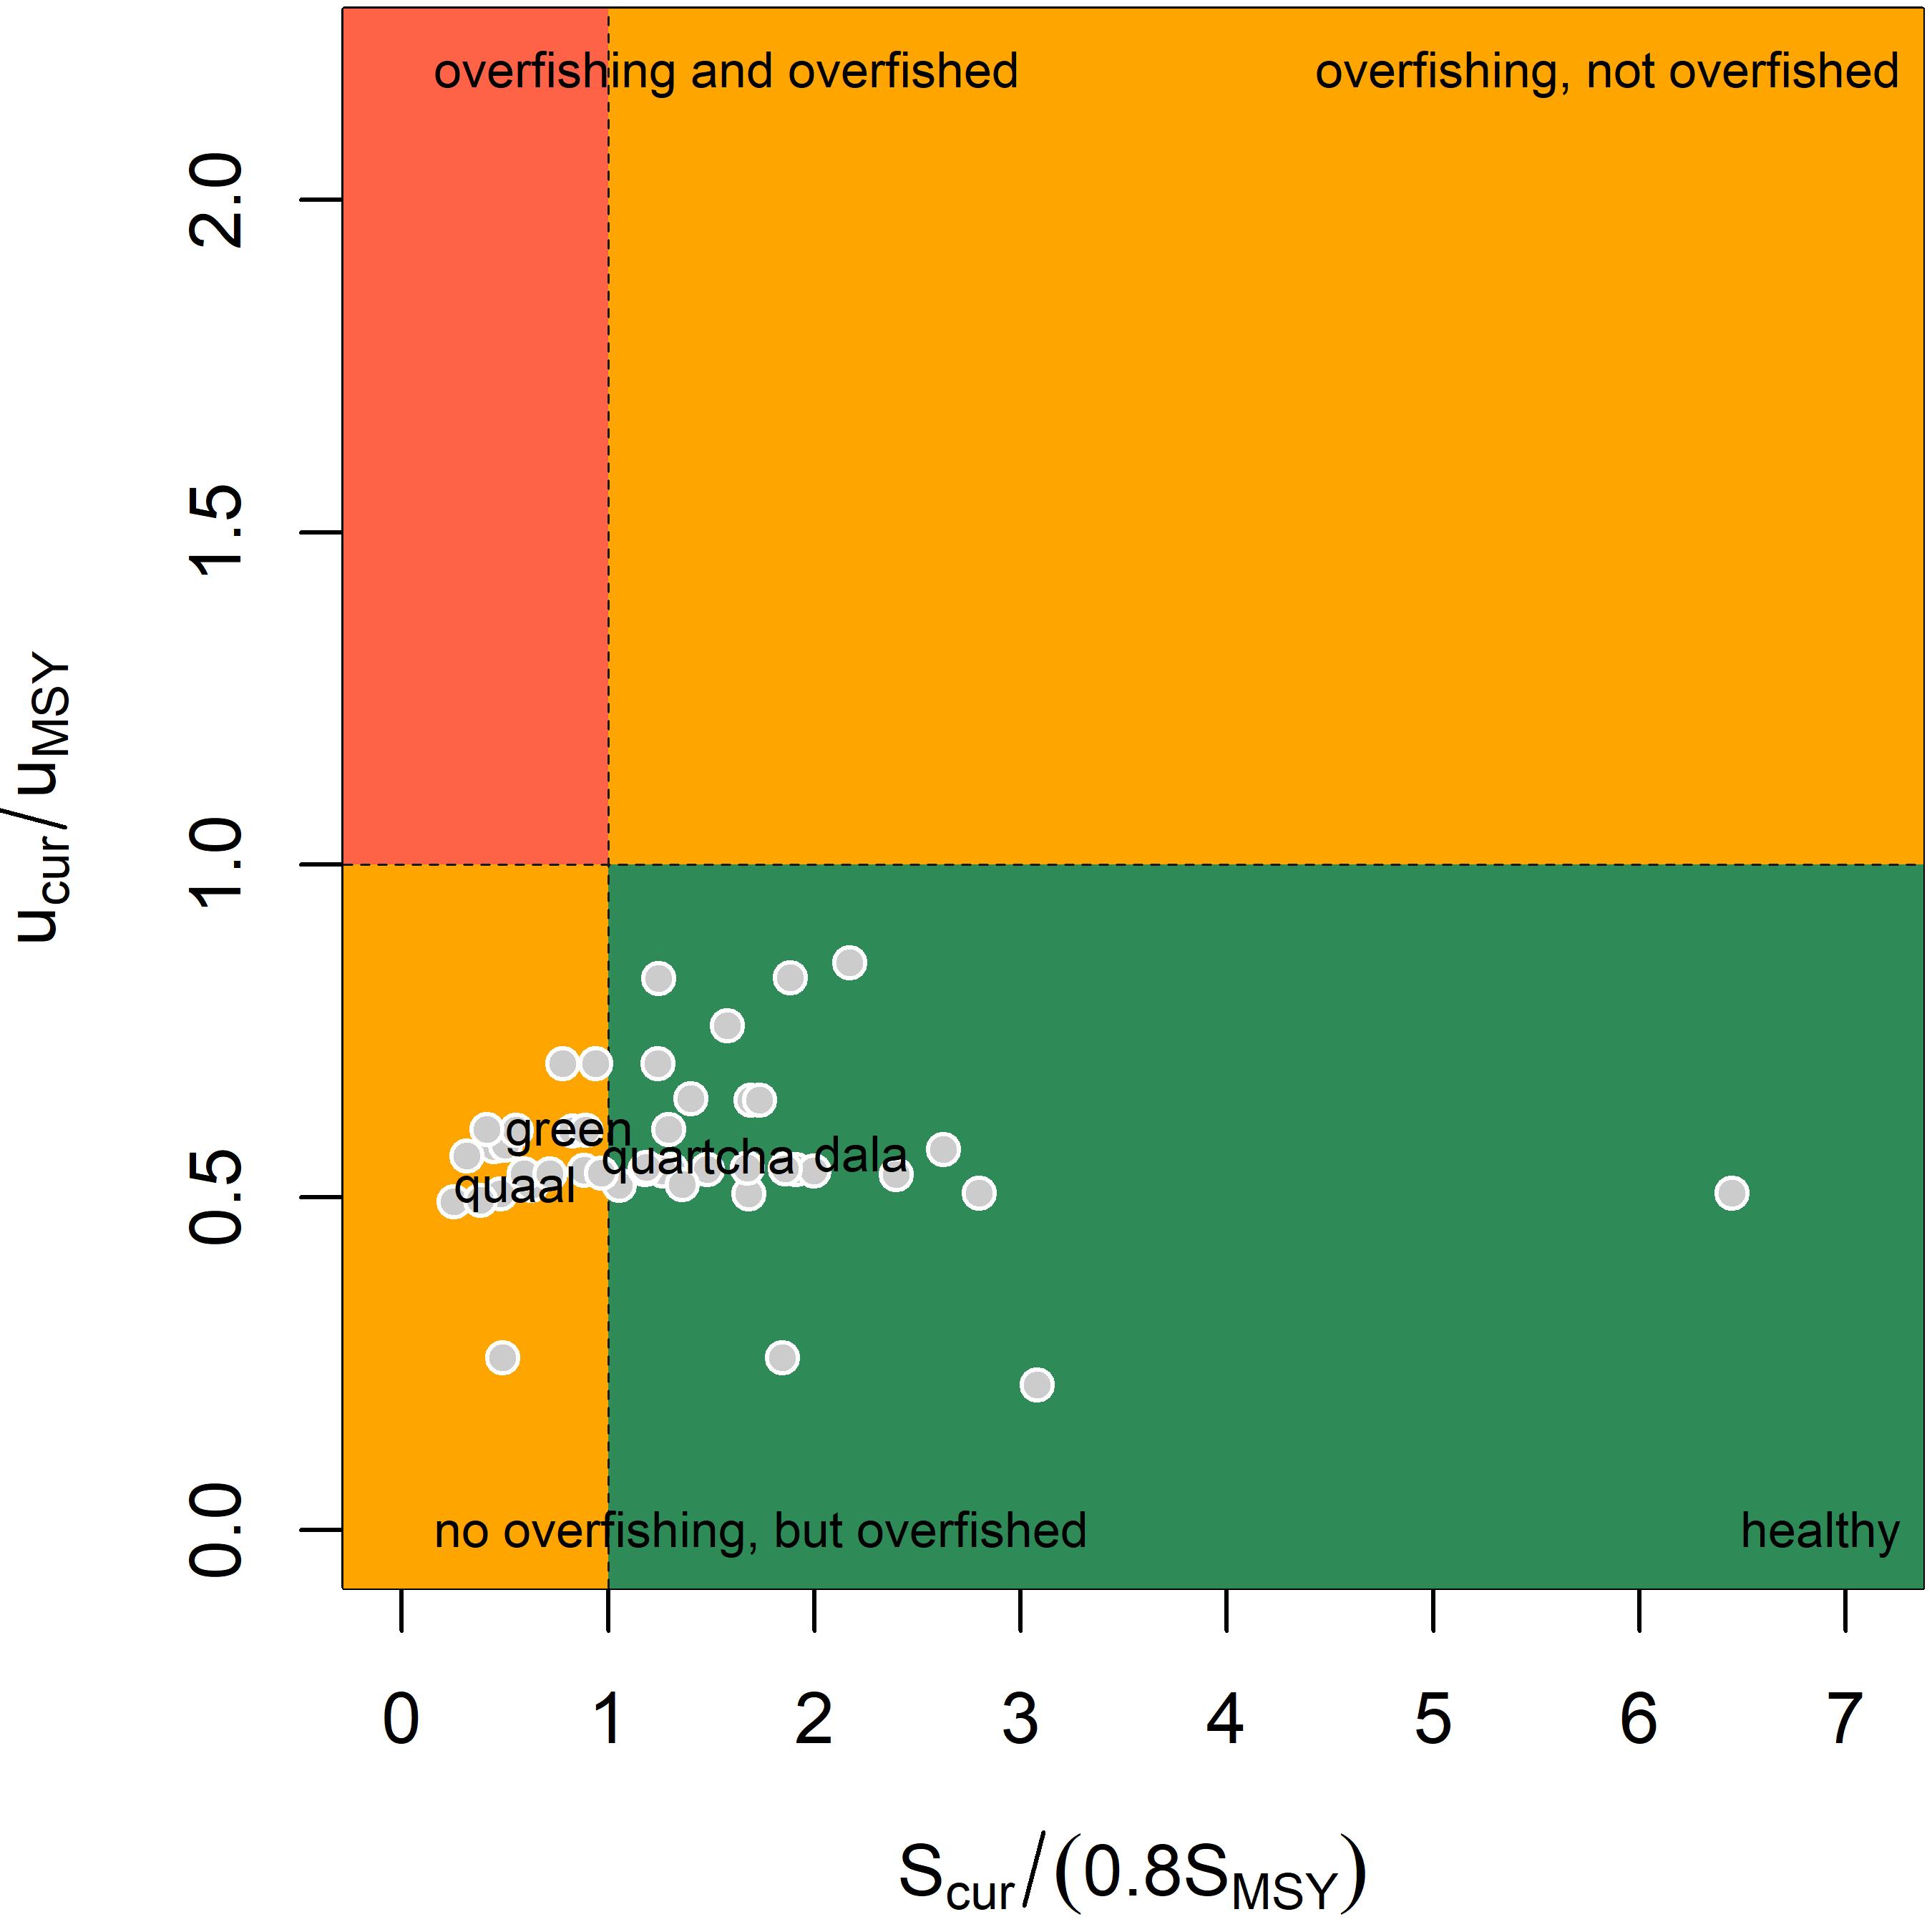 overfishing and overfished
overfishing, not overfished
2.0
1.5
1.0
0.5
0.0
ucur/uMSY
green
quartcha
dala
quaal
no overfishing, but overfished
healthy
0 1 2 3 4 5 6 7
Scur/(0.8SMSY)